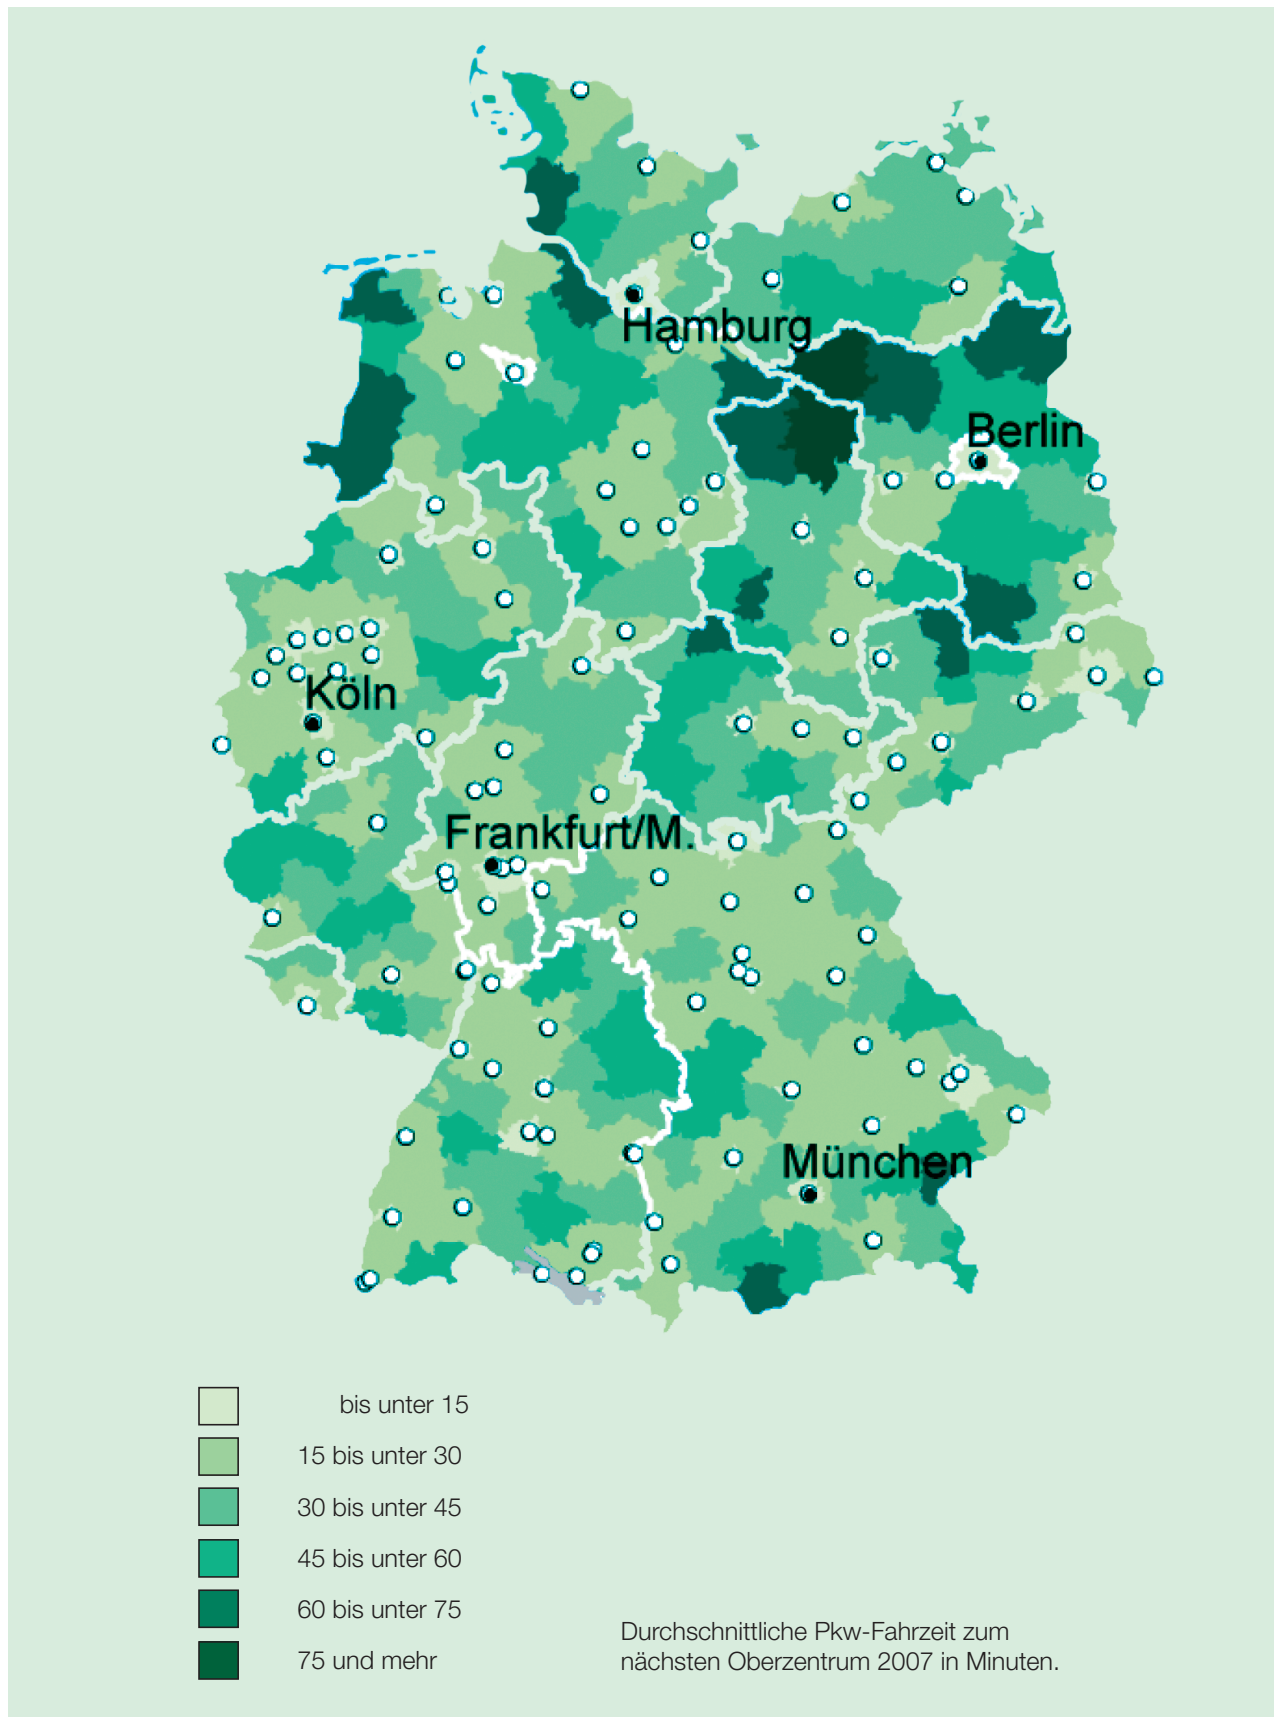 Hamburg
Berlin
Köln
Frankfurt/M.
München
bis unter 15
15 bis unter 30
30 bis unter 45
45 bis unter 60
60 bis unter 75
75 und mehr
Durchschnittliche Pkw-Fahrzeit zum
nächsten Oberzentrum 2007 in Minuten.